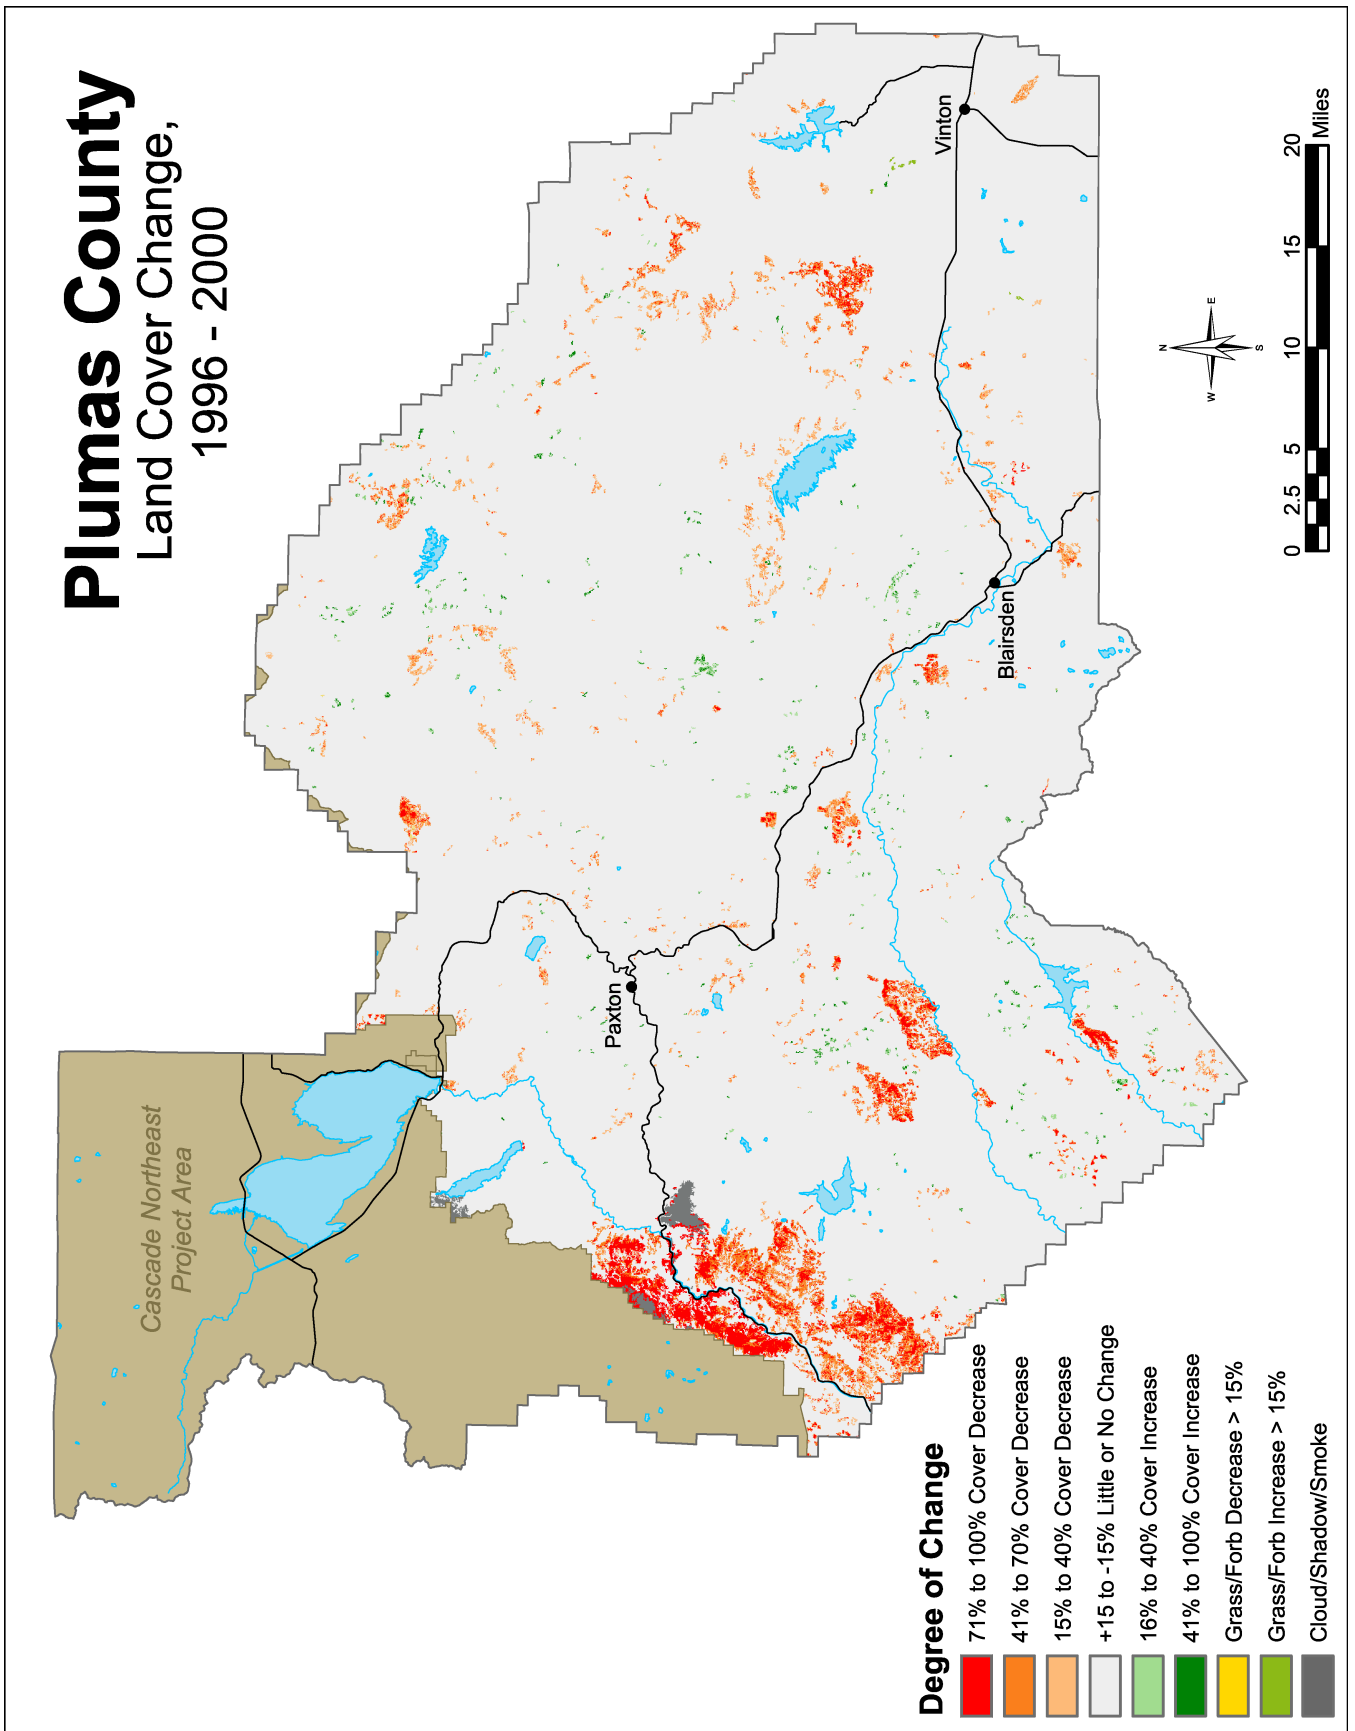 Plumas County
Land Cover Change,
1996 - 2000
Cascade Northeast
Project Area
Paxton
Blairsden
Vinton
N
W
E
S
0 2.5 5 10 15 20
Miles
Degree of Change
71% to 100% Cover Decrease
41% to 70% Cover Decrease
15% to 40% Cover Decrease
+15 to -15% Little or No Change
16% to 40% Cover Increase
41% to 100% Cover Increase
Grass/Forb Decrease > 15%
Grass/Forb Increase > 15%
Cloud/Shadow/Smoke